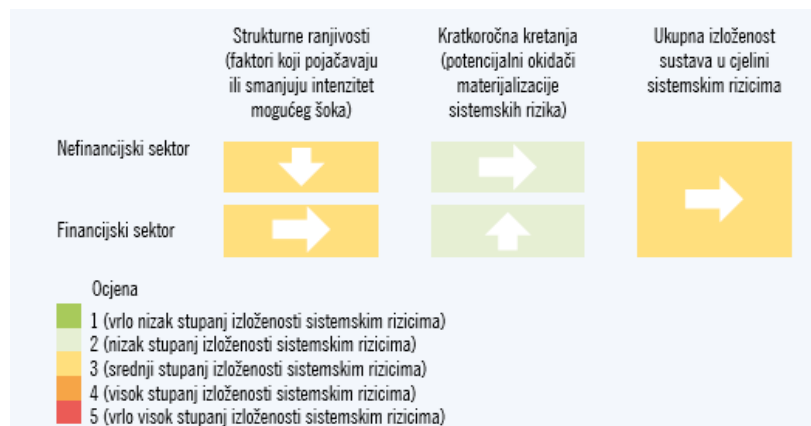 Strukturne ranjivosti
(faktori koji pojačavaju
ili smanjuju intenzitet
mogućeg šoka)
Kratkoročna kretanja
(potencijalni okidači
materijalizacije
sistemskih rizika)
Ukupna izloženost
sustava u cjelini
sistemskim rizicima
Nefinancijski sektor
Financijski sektor
Ocjena
1 (vrlo nizak stupanj izloženosti sistemskim rizicima)
2 (nizak stupanj izloženosti sistemskim rizicima)
3 (srednji stupanj izloženosti sistemskim rizicima)
4 (visok stupanj izloženosti sistemskim rizicima)
5 (vrlo visok stupanj izloženosti sistemskim rizicima)